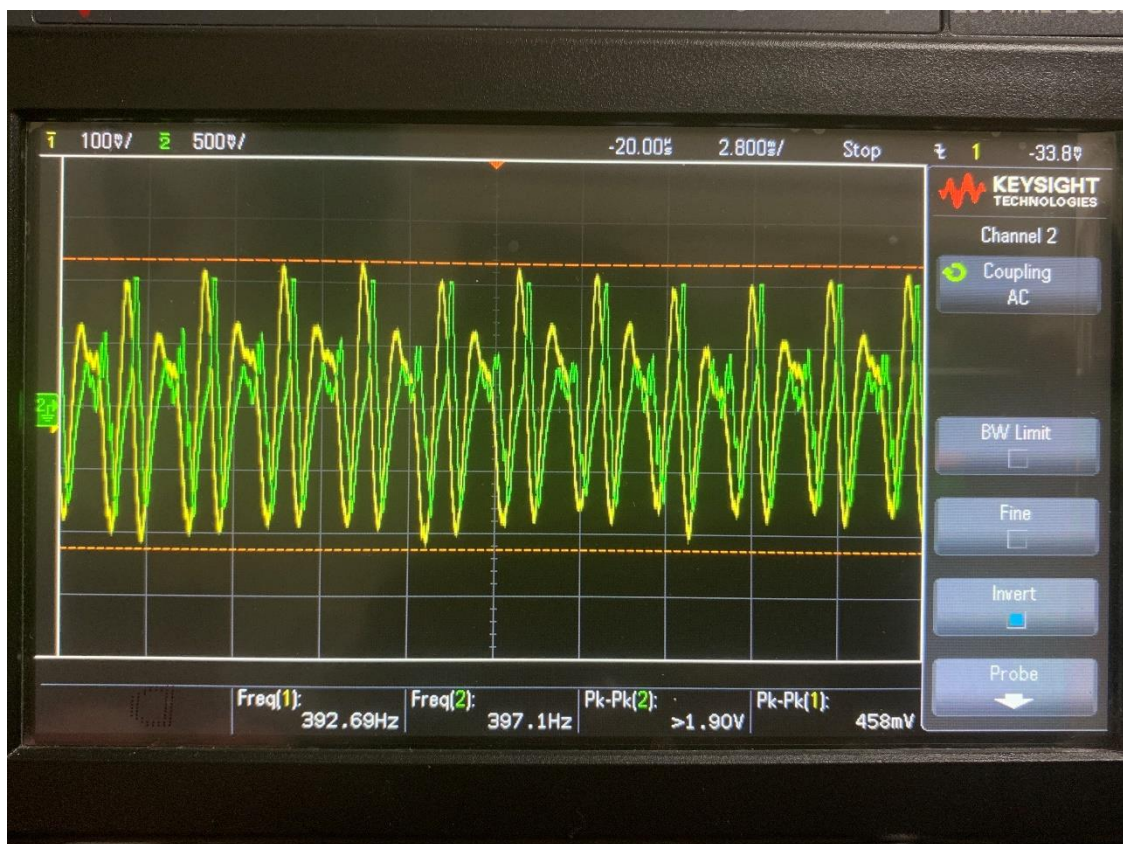 1 100mV/ 2 500mV/ -20.00us 2.800ms/ Stop 1 -33.8mV
KEYSIGHT
TECHNOLOGIES
Channel 2
Coupling
AC
2
BW Limit
Fine
Invert
Probe
Freq(1): Freq(2): Pk-Pk(2): Pk-Pk(1):
392.69Hz 397.1Hz >1.90V 458mV